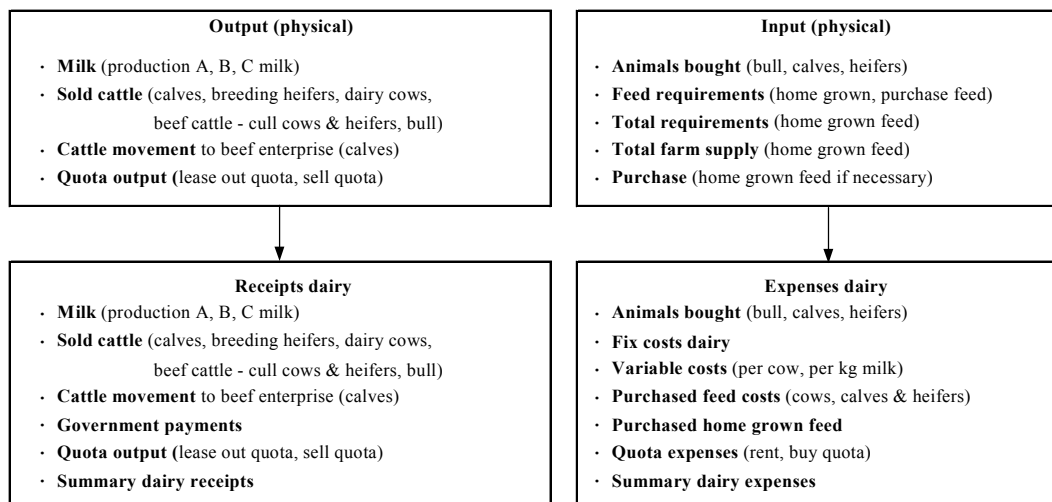 Output (physical)
· Milk (production A, B, C milk)
· Sold cattle (calves, breeding heifers, dairy cows,
beef cattle - cull cows & heifers, bull)
· Cattle movement to beef enterprise (calves)
· Quota output (lease out quota, sell quota)
Input (physical)
· Animals bought (bull, calves, heifers)
· Feed requirements (home grown, purchase feed)
· Total requirements (home grown feed)
· Total farm supply (home grown feed)
· Purchase (home grown feed if necessary)
Receipts dairy
· Milk (production A, B, C milk)
· Sold cattle (calves, breeding heifers, dairy cows,
beef cattle - cull cows & heifers, bull)
· Cattle movement to beef enterprise (calves)
· Government payments
· Quota output (lease out quota, sell quota)
· Summary dairy receipts
Expenses dairy
· Animals bought (bull, calves, heifers)
· Fix costs dairy
· Variable costs (per cow, per kg milk)
· Purchased feed costs (cows, calves & heifers)
· Purchased home grown feed
· Quota expenses (rent, buy quota)
· Summary dairy expenses